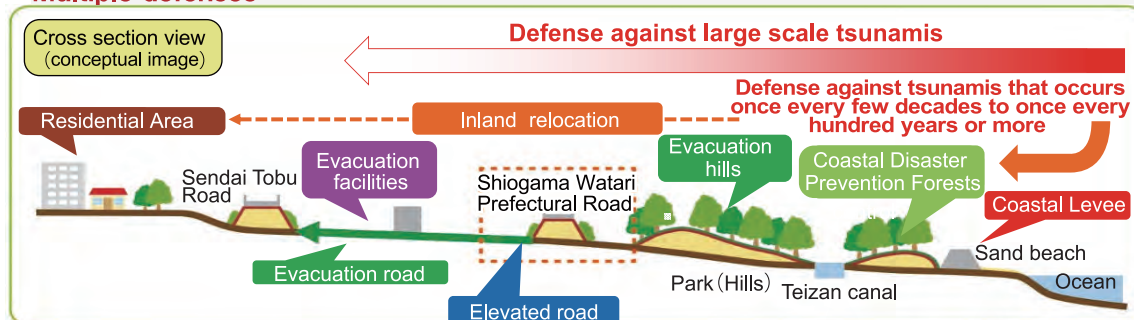 Multiple defenses
Cross section view
(conceptual image)
Defense against large scale tsunamis
Defense against tsunamis that occurs
once every few decades to once every
hundred years or more
Residential Area
Inland relocation
Evacuation
hills
Coastal Disaster
Prevention Forests
Coastal Levee
Sendai Tobu
Road
Evacuation
facilities
Shiogama Watari
Prefectural Road
Sand beach
Ocean
Evacuation road
Park (Hills)
Teizan canal
Elevated road